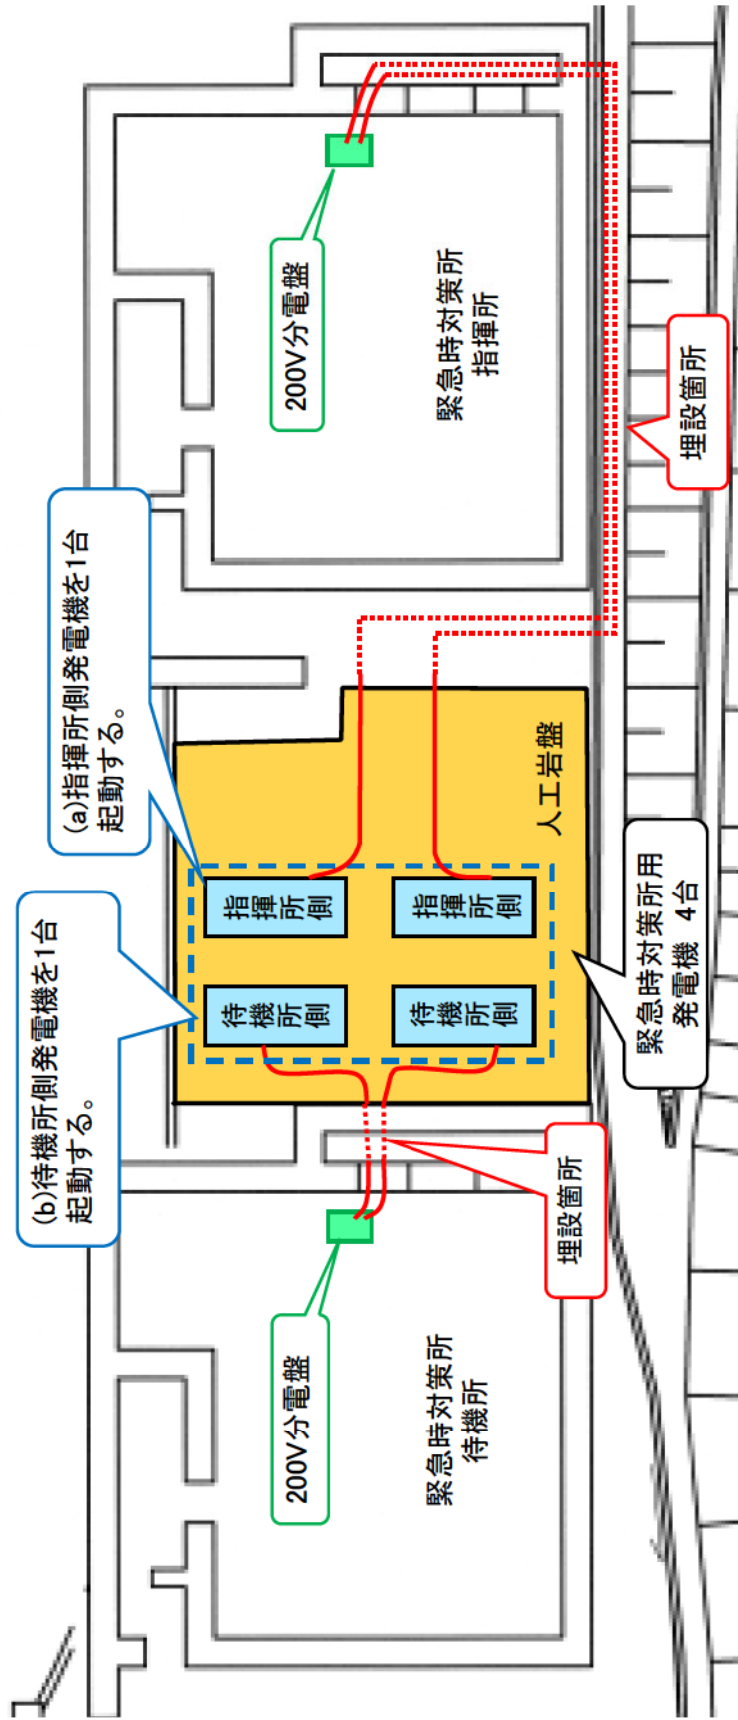 (b)待機所側発電機を1台
起動する。
(a)指揮所側発電機を1台
起動する。
200V分電盤
200V分電盤
待機所側
指揮所側
待機所側
指揮所側
人工岩盤
緊急時対策所
待機所
緊急時対策所
指揮所
埋設箇所
緊急時対策所用
発電機 4台
埋設箇所